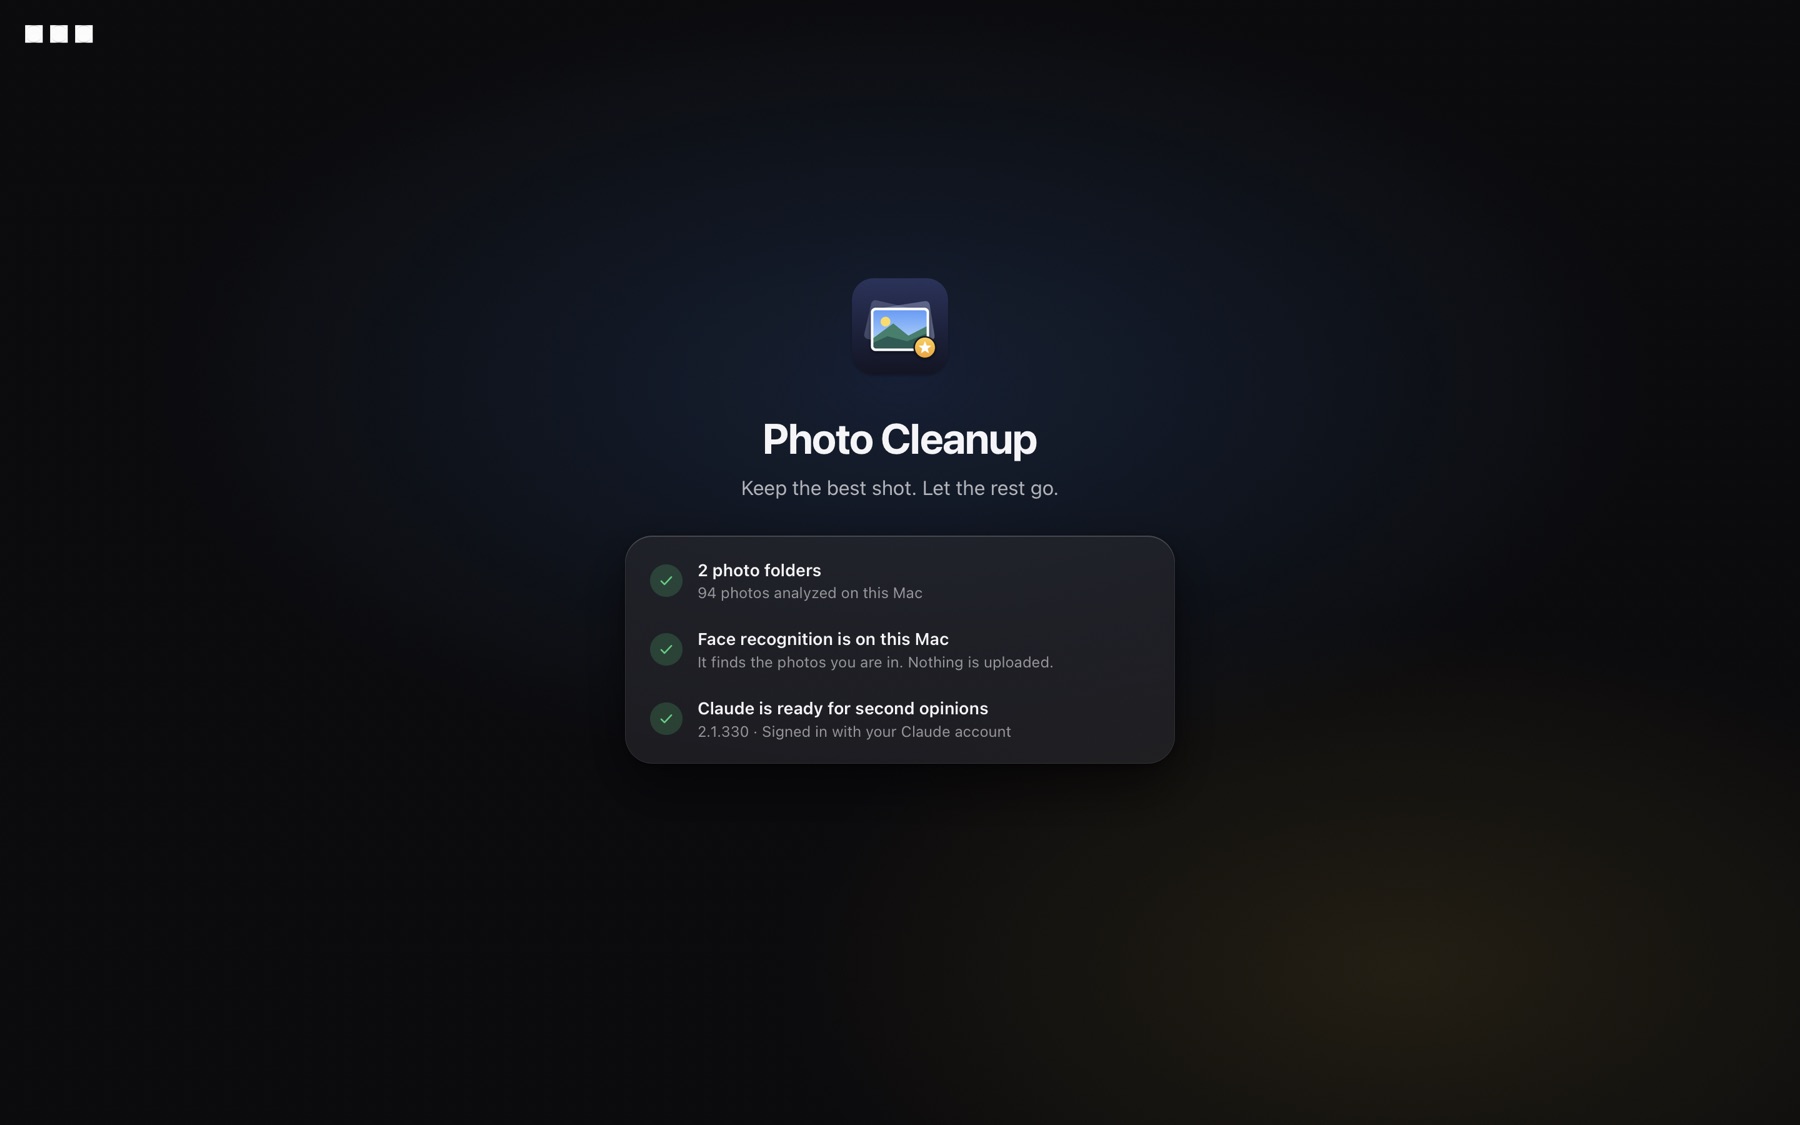 Photo Cleanup
Keep the best shot. Let the rest go.
2 photo folders
94 photos analyzed on this Mac
Face recognition is on this Mac
It finds the photos you are in. Nothing is uploaded.
Claude is ready for second opinions
2.1.330 · Signed in with your Claude account